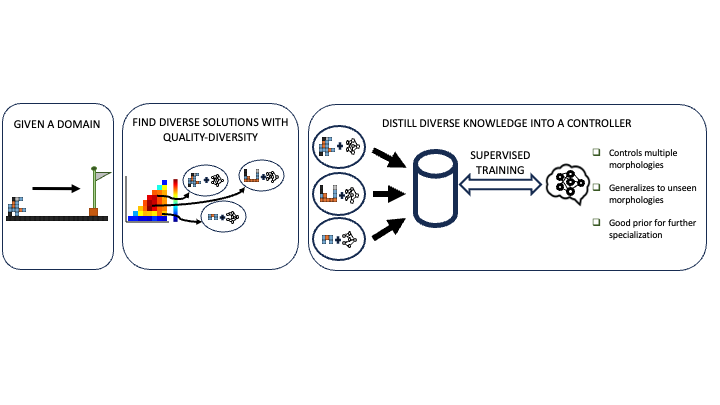 GIVEN A DOMAIN
FIND DIVERSE SOLUTIONS WITH
QUALITY-DIVERSITY
DISTILL DIVERSE KNOWLEDGE INTO A CONTROLLER
SUPERVISED
TRAINING
Controls multiple
morphologies
Generalizes to unseen
morphologies
Good prior for further
specialization